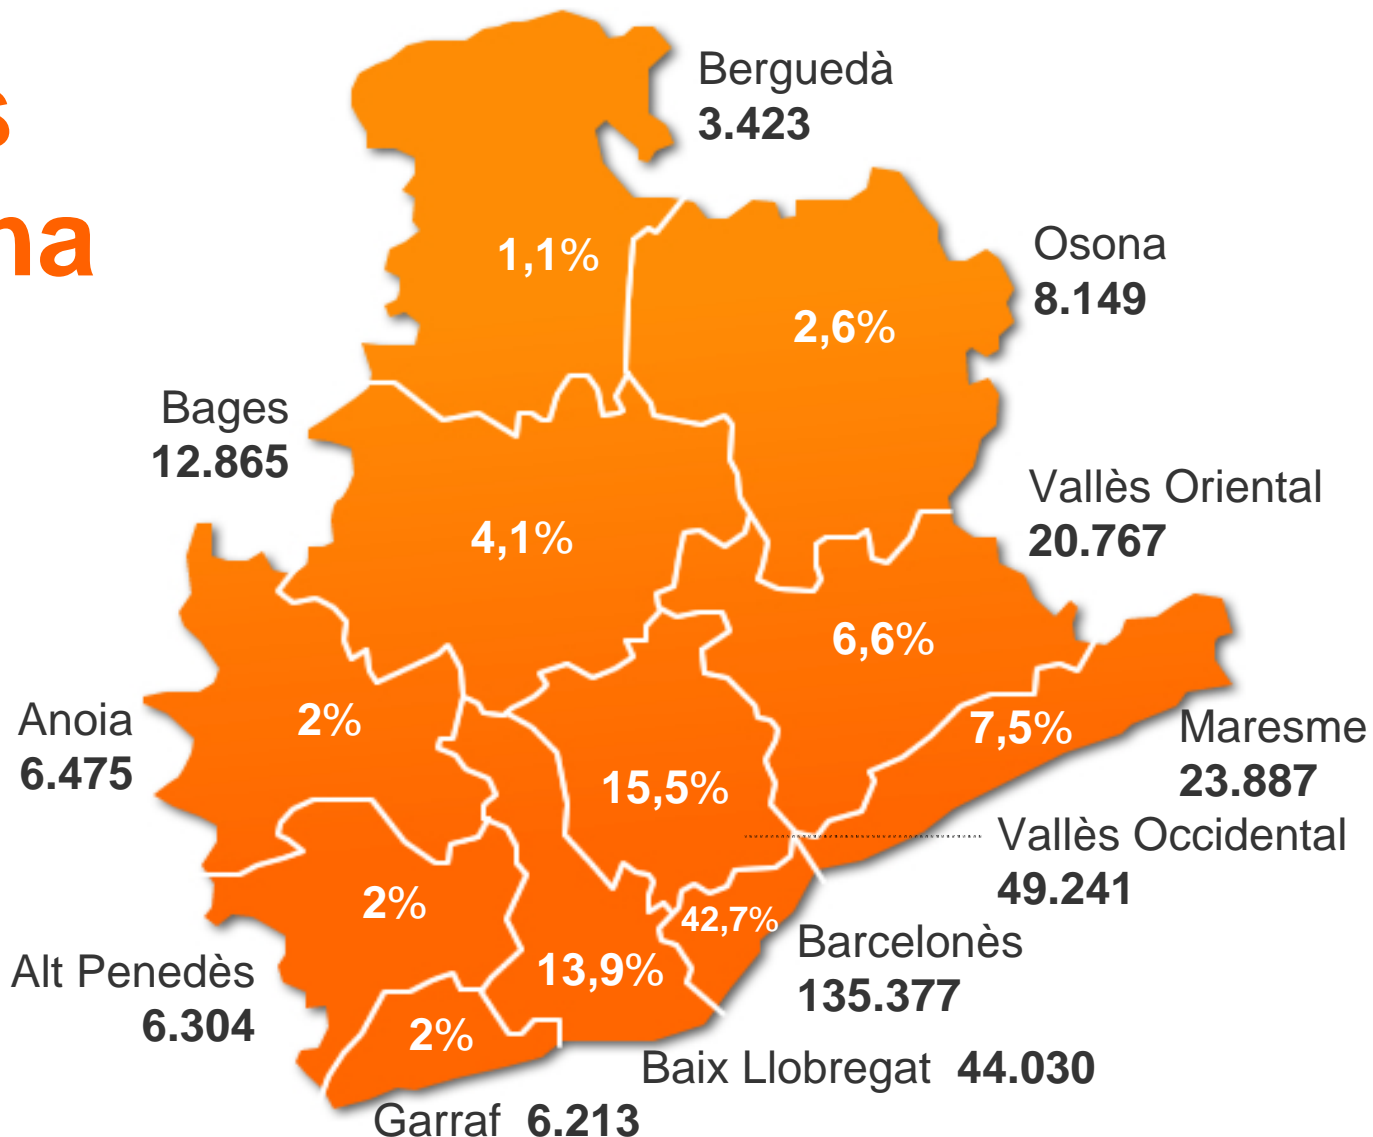 Berguedà
3.423
1,1%
Osona
8.149
2,6%
Bages
12.865
4,1%
Vallès Oriental
20.767
6,6%
Anoia
6.475
2%
7,5%
Maresme
23.887
15,5%
Vallès Occidental
49.241
2%
42,7%
Barcelonès
135.377
Alt Penedès
6.304
13,9%
2%
Baix Llobregat 44.030
Garraf 6.213